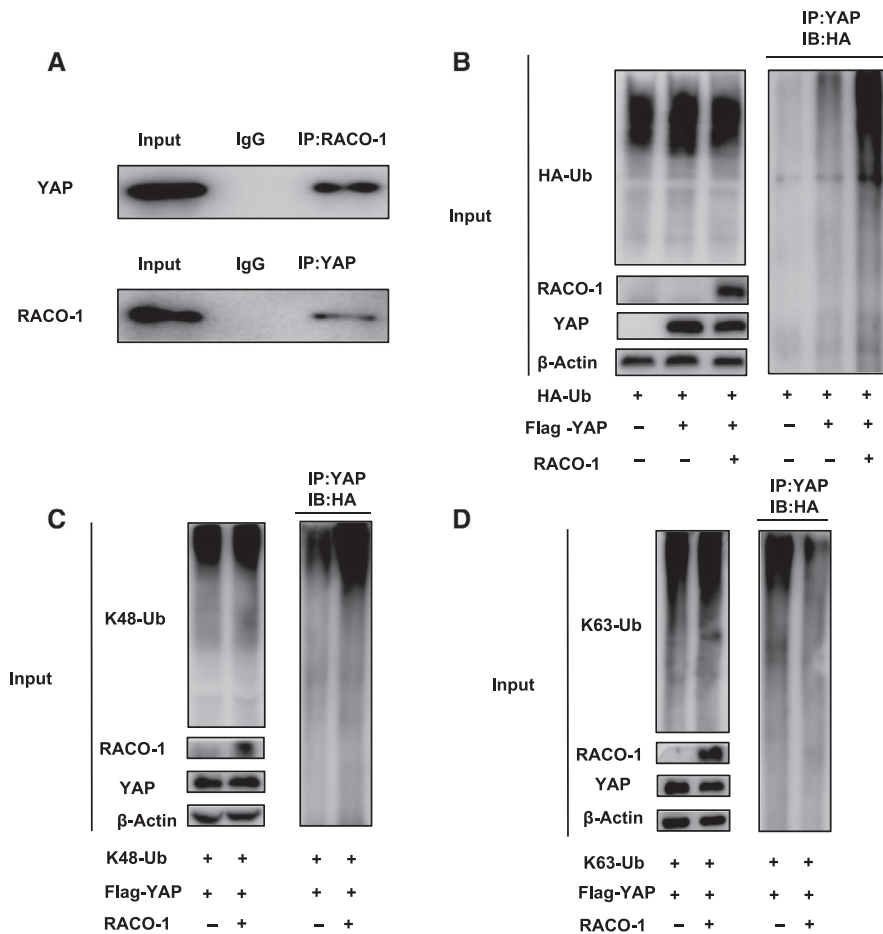 A
Input IgG IP:RACO-1
YAP
Input IgG IP:YAP
RACO-1
B
IP:YAP
IB:HA
HA-Ub
Input
RACO-1
YAP
β-Actin
HA-Ub + + + + + +
Flag -YAP – + + – + +
RACO-1 – – + – – +
C
IP:YAP
IB:HA
K48-Ub
Input
RACO-1
YAP
β-Actin
K48-Ub + + + +
Flag-YAP + + + +
RACO-1 – + – +
D
IP:YAP
IB:HA
K63-Ub
Input
RACO-1
YAP
β-Actin
K63-Ub + + + +
Flag-YAP + + + +
RACO-1 – + – +